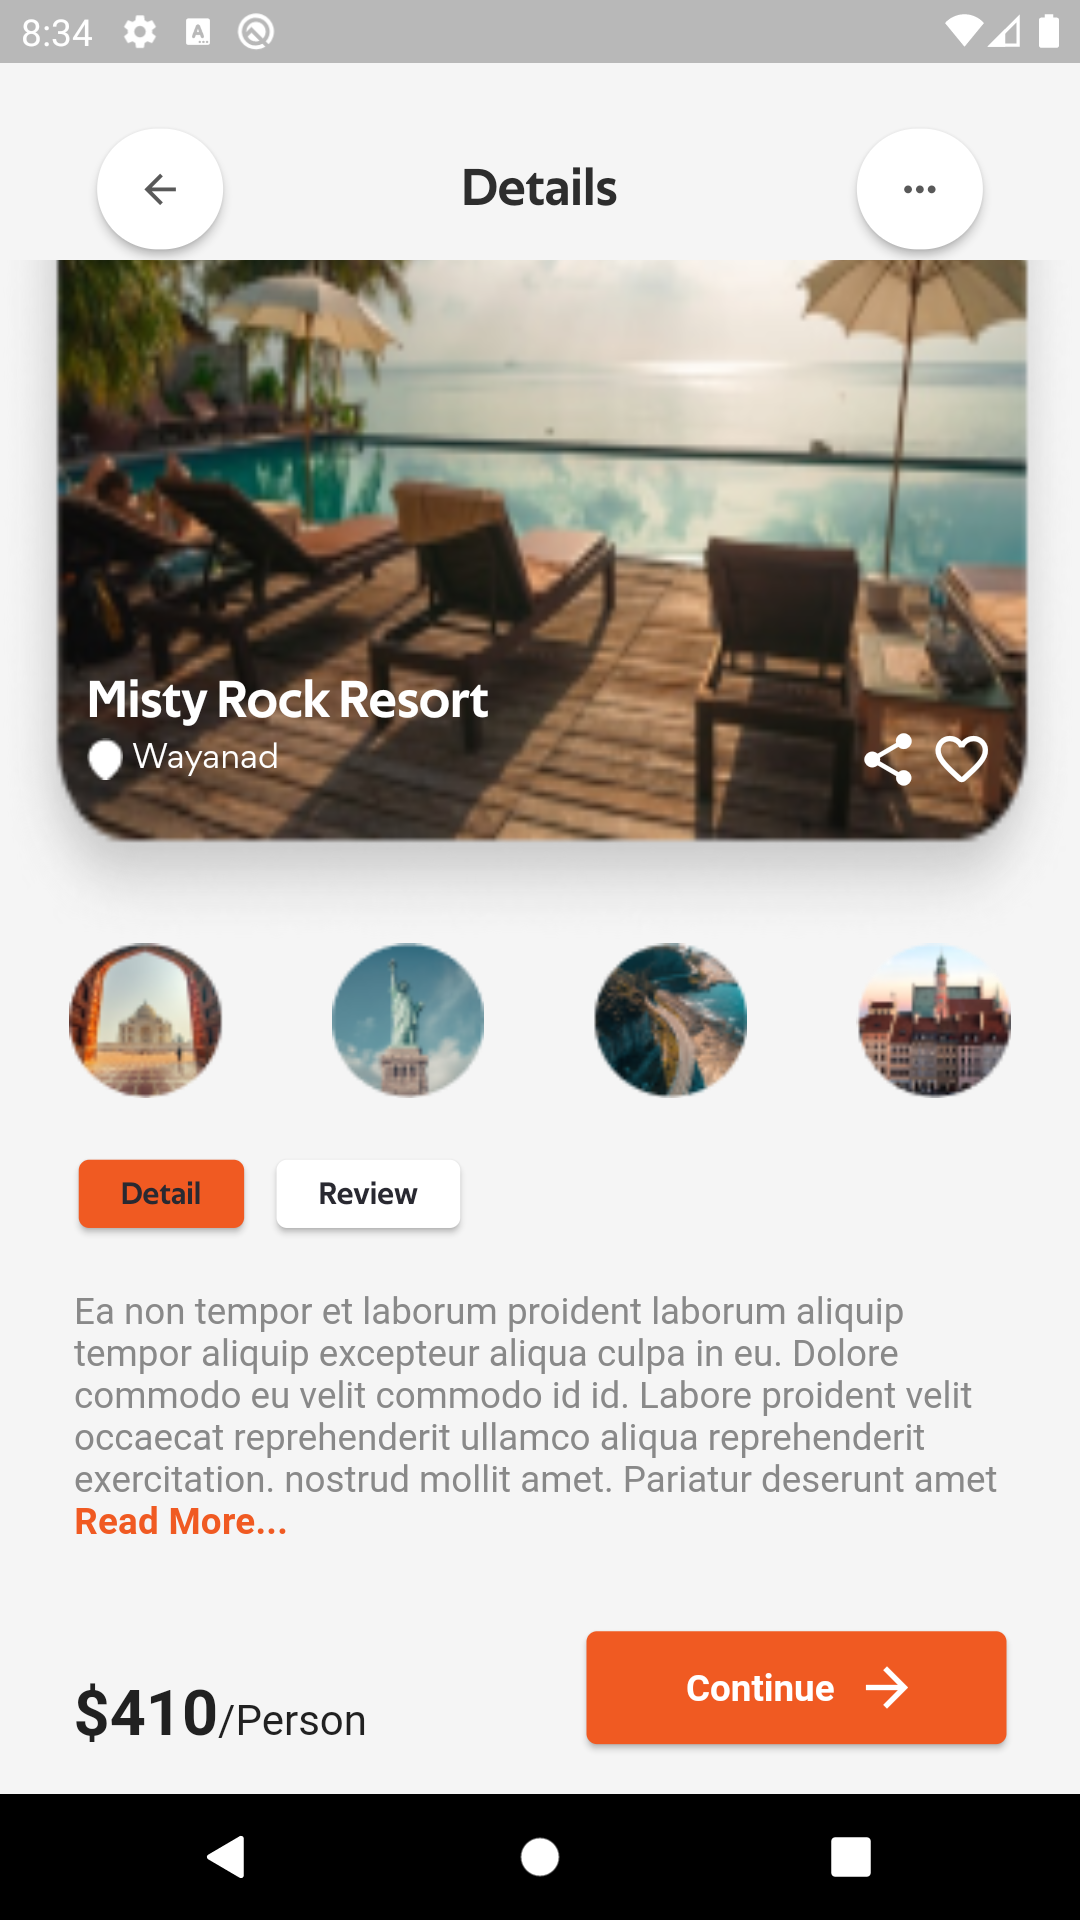 8:34
Details
Misty Rock Resort
Wayanad
Detail
Review
Ea non tempor et laborum proident laborum aliquip
tempor aliquip excepteur aliqua culpa in eu. Dolore
commodo eu velit commodo id id. Labore proident velit
occaecat reprehenderit ullamco aliqua reprehenderit
exercitation. nostrud mollit amet. Pariatur deserunt amet
Read More...
$410/Person
Continue